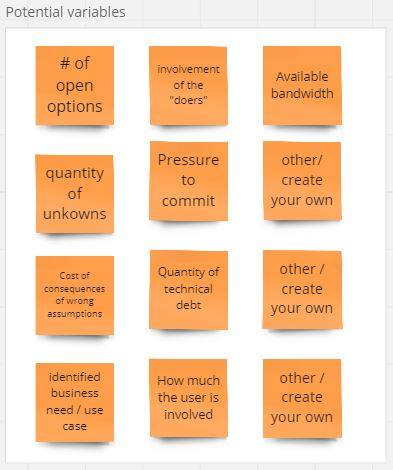 Potential variables
# of
open
options
involvement
of the
"doers"
Available
bandwidth
quantity
of
unkowns
Pressure
to
commit
other/
create
your own
Cost of
consequences
of wrong
assumptions
Quantity of
technical
debt
other /
create
your own
identified
business
need / use
case
How much
the user is
involved
other /
create
your own